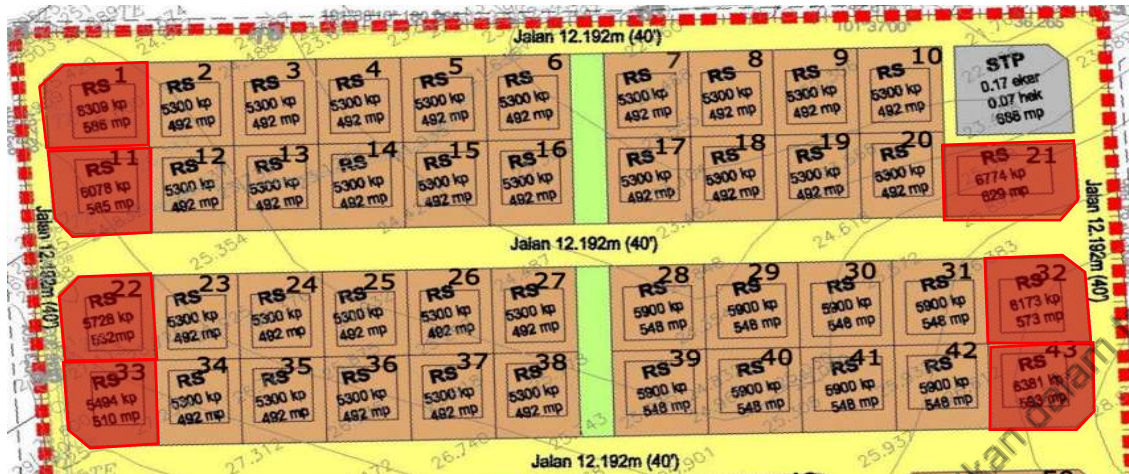 Jalan 12.192m (40')
RS 1
6309 kp
586 mp
RS 2
5300 kp
492 mp
RS 3
5300 kp
492 mp
RS 4
5300 kp
492 mp
RS 5
5300 kp
492 mp
RS 6
5300 kp
492 mp
RS 7
5300 kp
492 mp
RS 8
5300 kp
492 mp
RS 9
5300 kp
492 mp
RS 10
5300 kp
492 mp
STP
0.17 ekar
0.07 hek
686 mp
RS 11
6078 kp
565 mp
RS 12
5300 kp
492 mp
RS 13
5300 kp
492 mp
RS 14
5300 kp
492 mp
RS 15
5300 kp
492 mp
RS 16
5300 kp
492 mp
RS 17
5300 kp
492 mp
RS 18
5300 kp
492 mp
RS 19
5300 kp
492 mp
RS 20
5300 kp
492 mp
RS 21
6774 kp
629 mp
Jalan 12.192m (40')
Jalan 12.192m (40')
Jalan 12.192m (40')
RS 22
5728 kp
532mp
RS 23
5300 kp
492 mp
RS 24
5300 kp
492 mp
RS 25
5300 kp
492 mp
RS 26
5300 kp
492 mp
RS 27
5300 kp
492 mp
RS 28
5900 kp
548 mp
RS 29
5900 kp
548 mp
RS 30
5900 kp
548 mp
RS 31
5900 kp
548 mp
RS 32
6173 kp
573 mp
RS 33
5494 kp
510 mp
RS 34
5300 kp
492 mp
RS 35
5300 kp
492 mp
RS 36
5300 kp
492 mp
RS 37
5300 kp
492 mp
RS 38
5300 kp
492 mp
RS 39
5900 kp
548 mp
RS 40
5900 kp
548 mp
RS 41
5900 kp
548 mp
RS 42
5900 kp
548 mp
RS 43
6381 kp
593 mp
Jalan 12.192m (40')
25.354
24.487
23.462
27.312
26.740
25.937